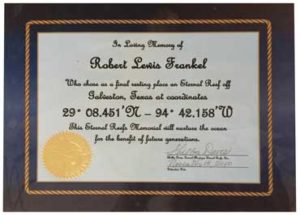 In Loving Memory of
Robert Lewis Frankel
Who chose as a final resting place an Eternal Reef off
Galveston, Texas at coordinates
29° 08.451'N – 94° 42.158'W
This Eternal Reefs Memorial will nurture the ocean
for the benefit of future generations.